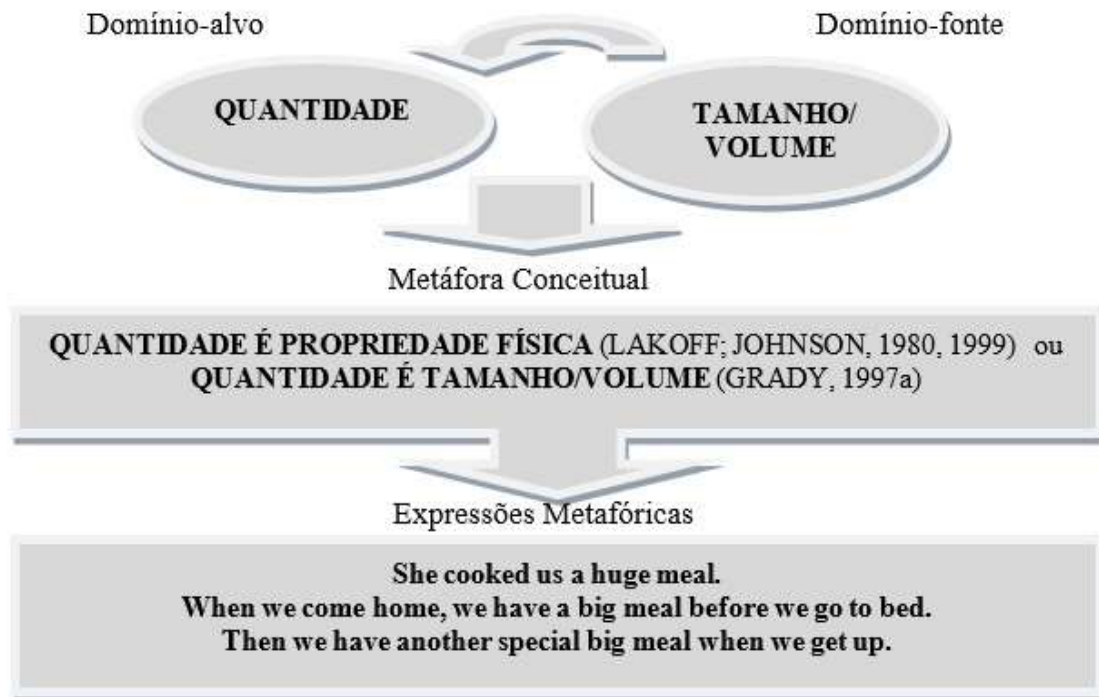 Domínio-alvo
Domínio-fonte
QUANTIDADE
TAMANHO/
VOLUME
Metáfora Conceitual
QUANTIDADE É PROPRIEDADE FÍSICA (LAKOFF; JOHNSON, 1980, 1999) ou
QUANTIDADE É TAMANHO/VOLUME (GRADY, 1997a)
Expressões Metafóricas
She cooked us a huge meal.
When we come home, we have a big meal before we go to bed.
Then we have another special big meal when we get up.